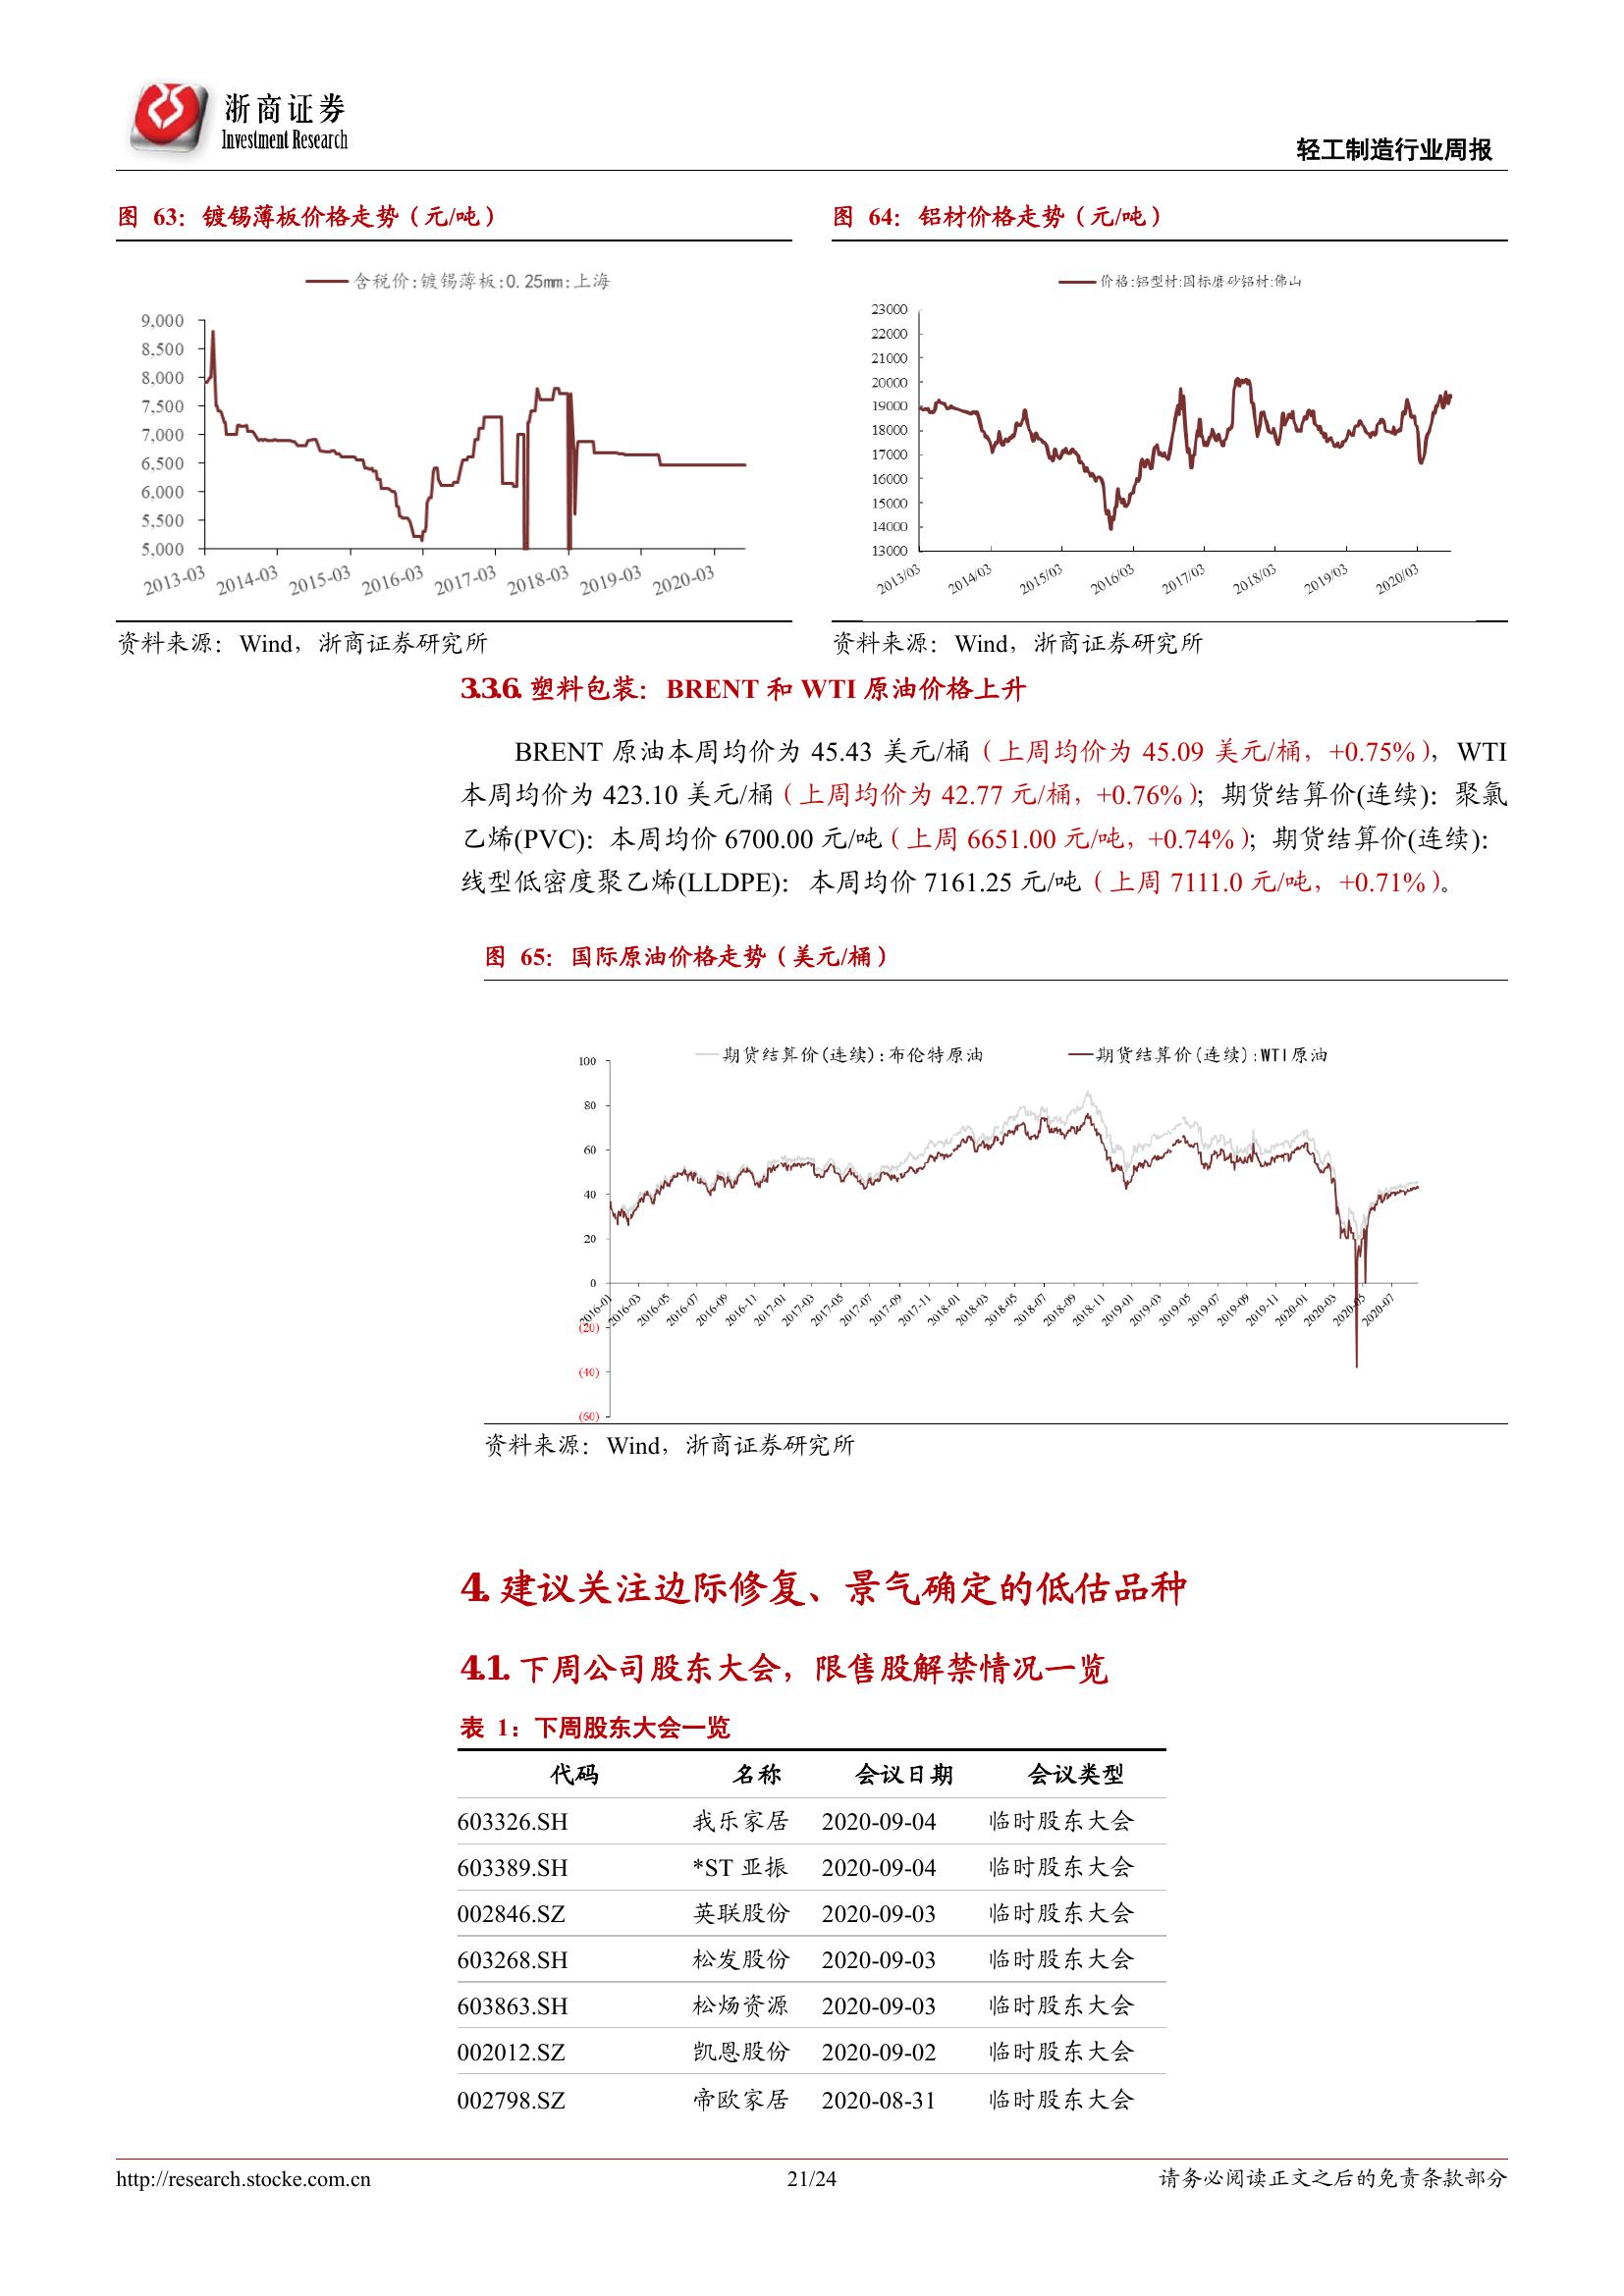 浙商证券
Investment Research
轻工制造行业周报
图 63：镀锡薄板价格走势（元/吨）
含税价:镀锡薄板:0.25mm:上海
9,000
8,500
8,000
7,500
7,000
6,500
6,000
5,500
5,000
2013-03 2014-03 2015-03 2016-03 2017-03 2018-03 2019-03 2020-03
资料来源：Wind，浙商证券研究所
图 64：铝材价格走势（元/吨）
价格:铝型材:国标磨砂铝材:佛山
23000
22000
21000
20000
19000
18000
17000
16000
15000
14000
13000
2013/03 2014/03 2015/03 2016/03 2017/03 2018/03 2019/03 2020/03
资料来源：Wind，浙商证券研究所
3.3.6. 塑料包装：BRENT 和 WTI 原油价格上升
BRENT 原油本周均价为 45.43 美元/桶（上周均价为 45.09 美元/桶，+0.75%），WTI
本周均价为 423.10 美元/桶（上周均价为 42.77 元/桶，+0.76%）；期货结算价(连续)：聚氯
乙烯(PVC)：本周均价 6700.00 元/吨（上周 6651.00 元/吨，+0.74%）；期货结算价(连续)：
线型低密度聚乙烯(LLDPE)：本周均价 7161.25 元/吨（上周 7111.0 元/吨，+0.71%）。
图 65：国际原油价格走势（美元/桶）
期货结算价(连续):布伦特原油 期货结算价(连续):WTI原油
100
80
60
40
20
0
(20)
(40)
(60)
2016-01 2016-03 2016-05 2016-07 2016-09 2016-11 2017-01 2017-03 2017-05 2017-07 2017-09 2017-11 2018-01 2018-03 2018-05 2018-07 2018-09 2018-11 2019-01 2019-03 2019-05 2019-07 2019-09 2019-11 2020-01 2020-03 2020-05 2020-07
资料来源：Wind，浙商证券研究所
4. 建议关注边际修复、景气确定的低估品种
4.1. 下周公司股东大会，限售股解禁情况一览
表 1：下周股东大会一览
代码 名称 会议日期 会议类型
603326.SH 我乐家居 2020-09-04 临时股东大会
603389.SH *ST 亚振 2020-09-04 临时股东大会
002846.SZ 英联股份 2020-09-03 临时股东大会
603268.SH 松发股份 2020-09-03 临时股东大会
603863.SH 松炀资源 2020-09-03 临时股东大会
002012.SZ 凯恩股份 2020-09-02 临时股东大会
002798.SZ 帝欧家居 2020-08-31 临时股东大会
http://research.stocke.com.cn 21/24 请务必阅读正文之后的免责条款部分